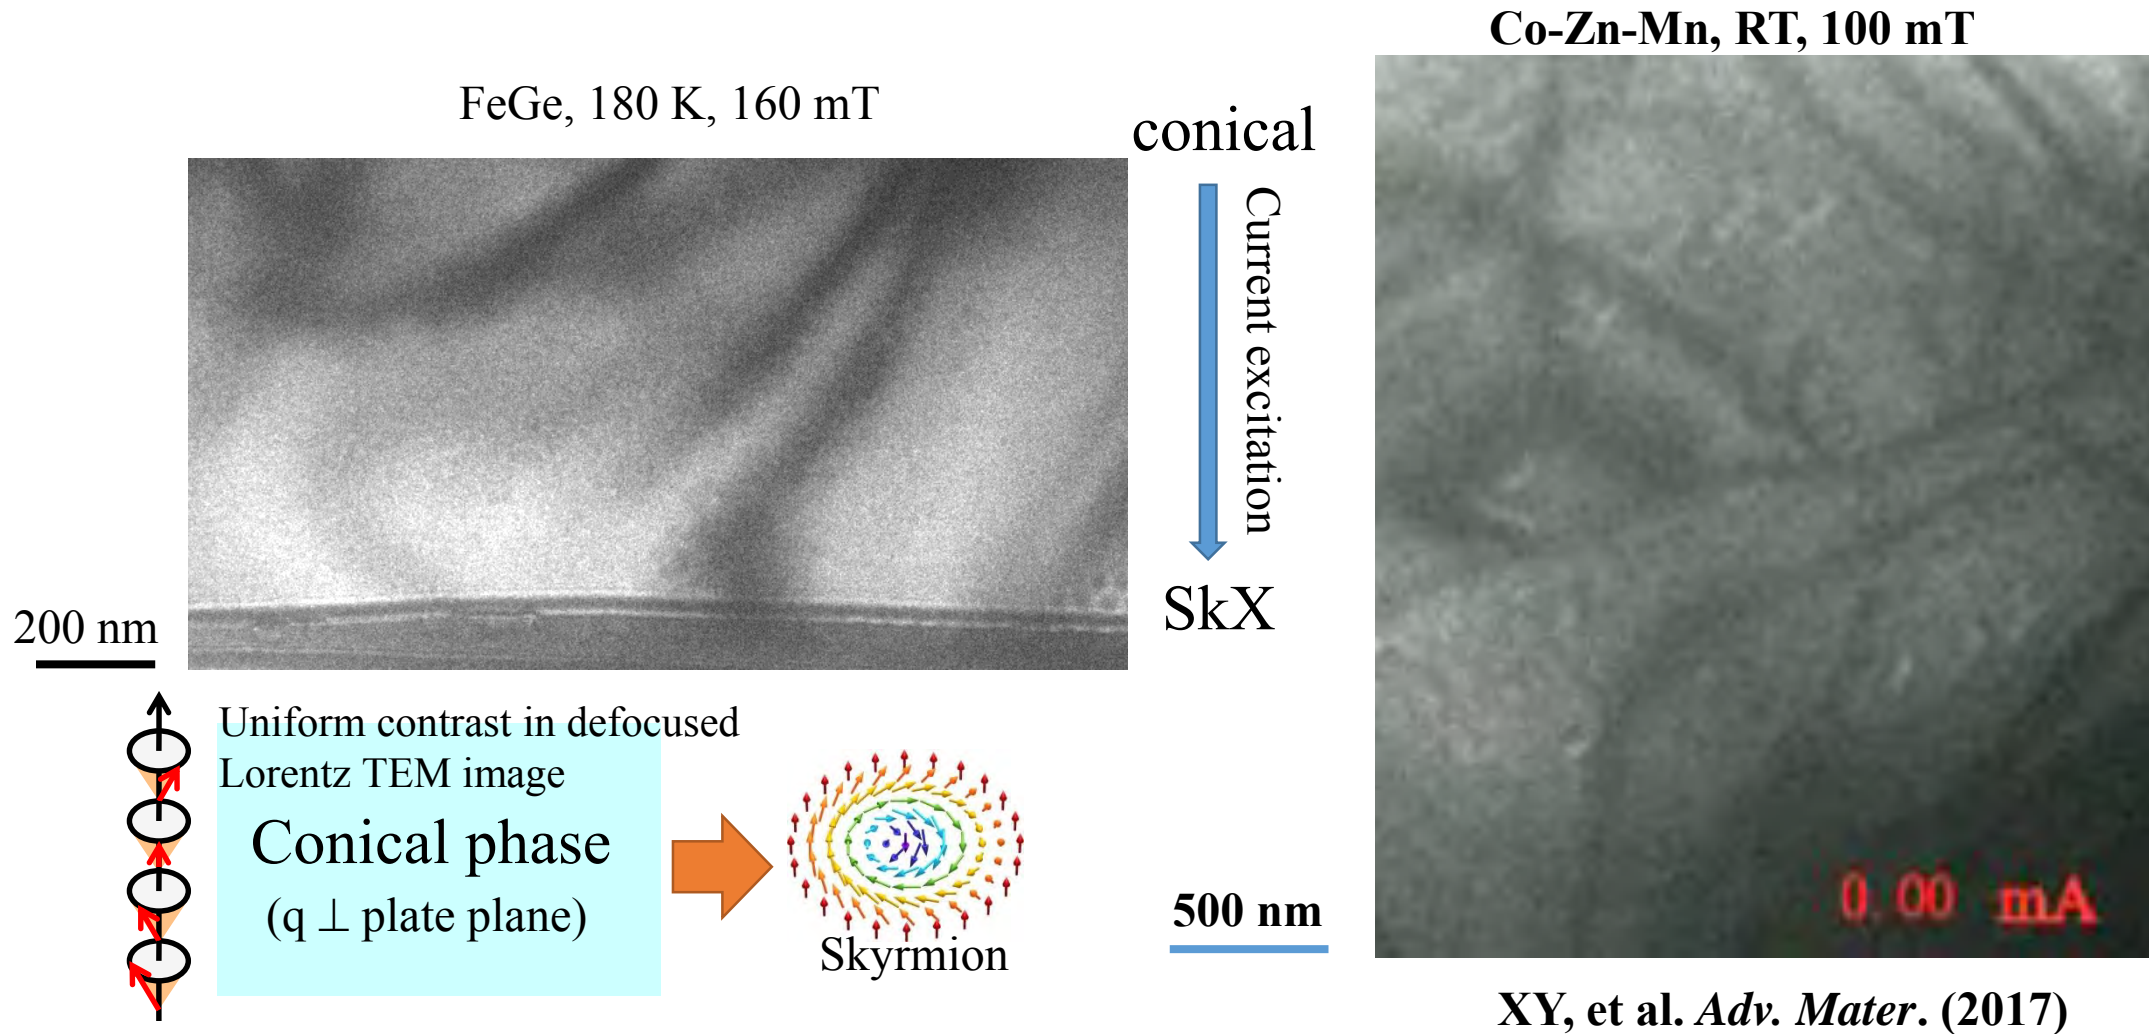 Co-Zn-Mn, RT, 100 mT
FeGe, 180 K, 160 mT
conical
Current excitation
SkX
200 nm
Uniform contrast in defocused
Lorentz TEM image
Conical phase
(q ⊥ plate plane)
Skyrmion
500 nm
0.00 mA
XY, et al. Adv. Mater. (2017)